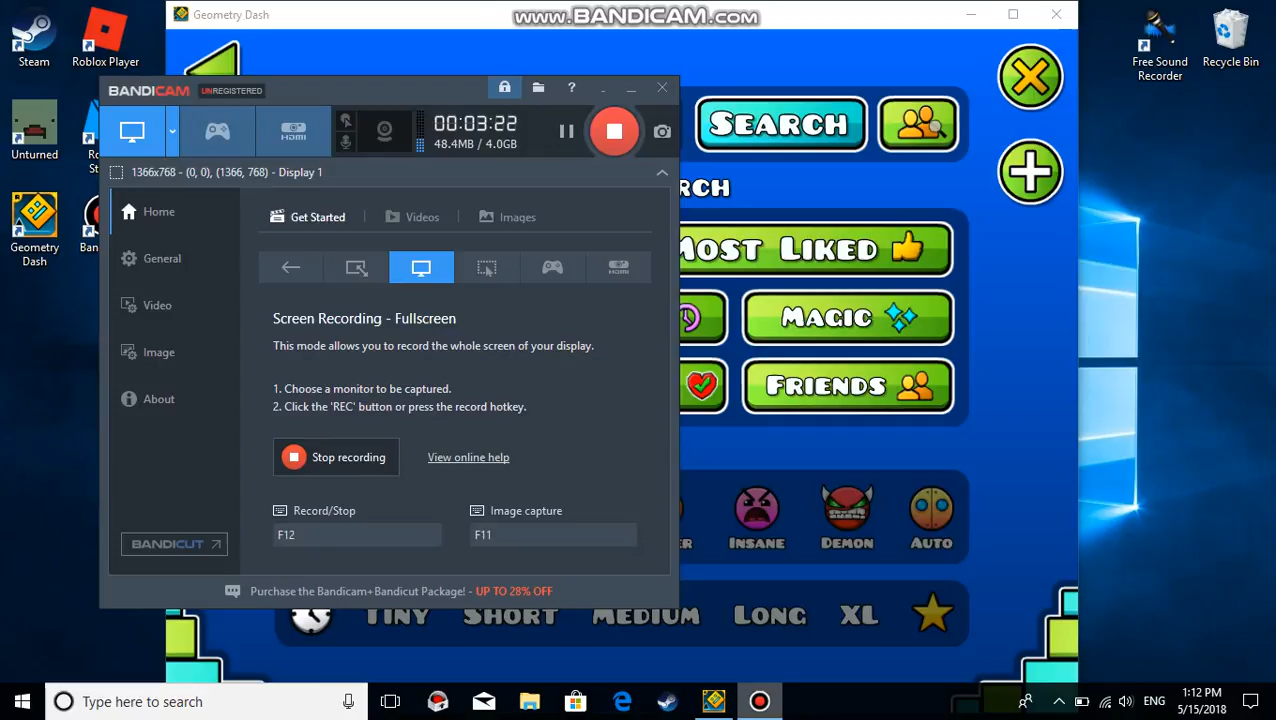 www.BANDICAM.com
Geometry Dash
Steam
Roblox Player
Free Sound Recorder
Recycle Bin
Unturned
Geometry Dash
BANDICAM UNREGISTERED
00:03:22
48.4MB / 4.0GB
1366x768 - (0, 0), (1366, 768) - Display 1
Home
General
Video
Image
About
BANDICUT
Get Started
Videos
Images
HDMI
Screen Recording - Fullscreen
This mode allows you to record the whole screen of your display.
1. Choose a monitor to be captured.
2. Click the 'REC' button or press the record hotkey.
Stop recording
View online help
Record/Stop
Image capture
F12
F11
Purchase the Bandicam+Bandicut Package! - UP TO 28% OFF
Search
Most Liked
Magic
Friends
Insane
Demon
Auto
Tiny
Short
Medium
Long
XL
Type here to search
ENG
1:12 PM
5/15/2018